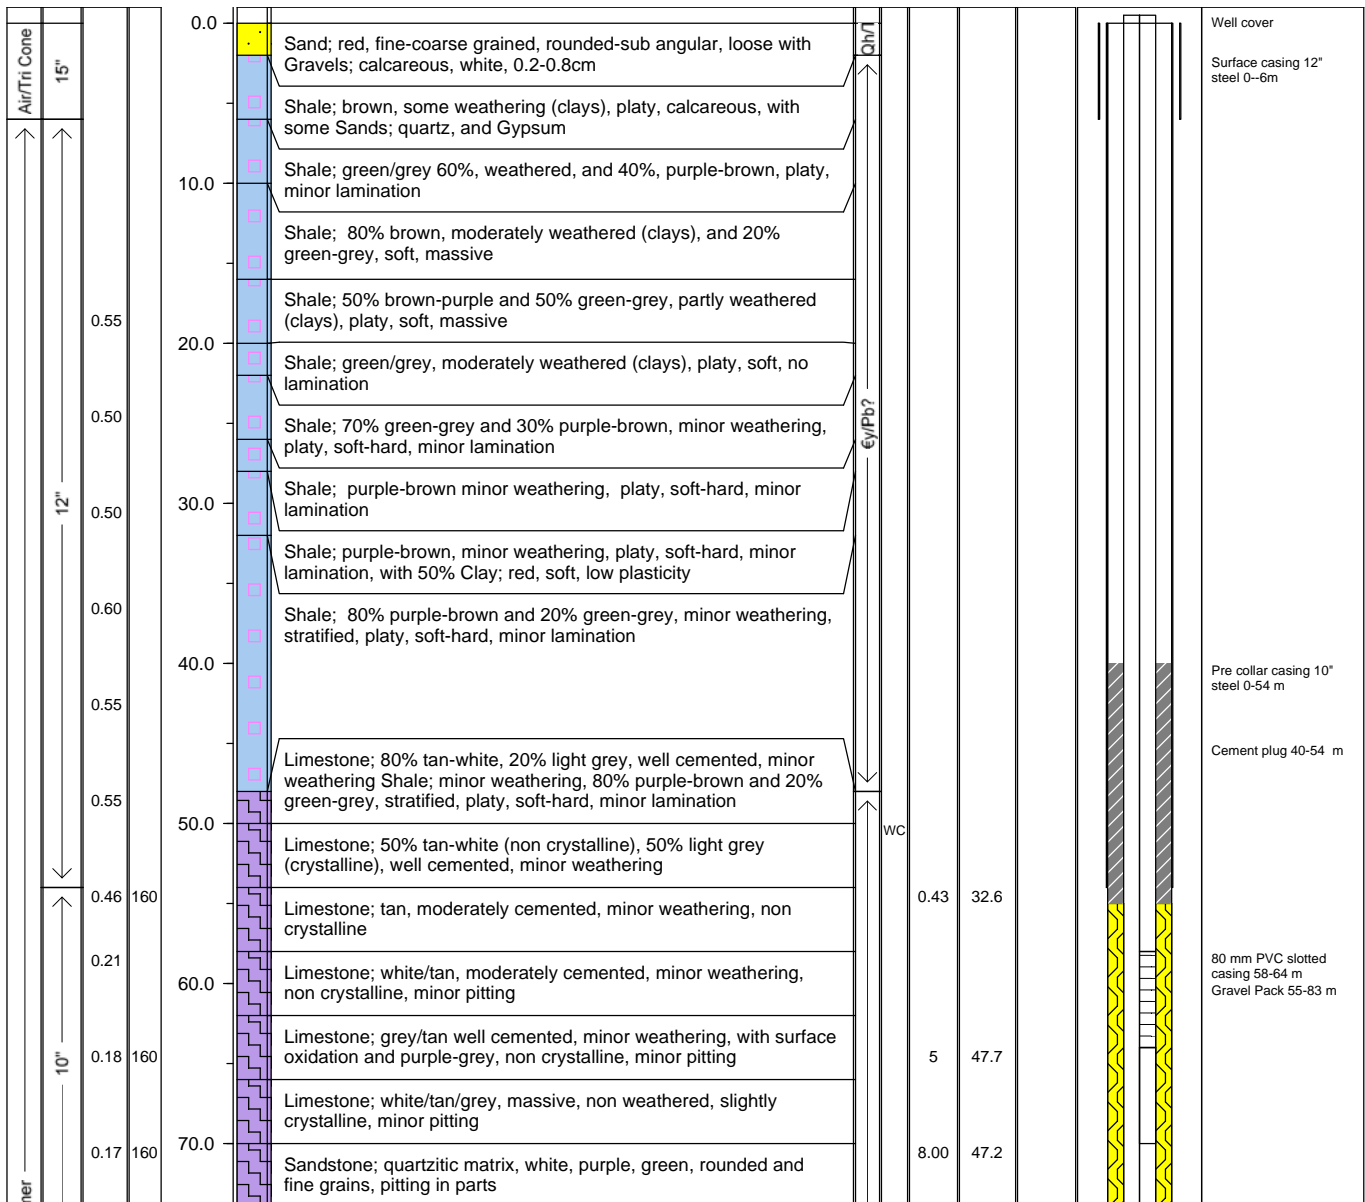 Air/Tri Cone
15"
12"
10"
mer
0.55
0.50
0.50
0.60
0.55
0.55
0.46 160
0.21
0.18 160
0.17 160
0.0
10.0
20.0
30.0
40.0
50.0
60.0
70.0
Sand; red, fine-coarse grained, rounded-sub angular, loose with
Gravels; calcareous, white, 0.2-0.8cm
Shale; brown, some weathering (clays), platy, calcareous, with
some Sands; quartz, and Gypsum
Shale; green/grey 60%, weathered, and 40%, purple-brown, platy,
minor lamination
Shale; 80% brown, moderately weathered (clays), and 20%
green-grey, soft, massive
Shale; 50% brown-purple and 50% green-grey, partly weathered
(clays), platy, soft, massive
Shale; green/grey, moderately weathered (clays), platy, soft, no
lamination
Shale; 70% green-grey and 30% purple-brown, minor weathering,
platy, soft-hard, minor lamination
Shale; purple-brown minor weathering, platy, soft-hard, minor
lamination
Shale; purple-brown, minor weathering, platy, soft-hard, minor
lamination, with 50% Clay; red, soft, low plasticity
Shale; 80% purple-brown and 20% green-grey, minor weathering,
stratified, platy, soft-hard, minor lamination
Limestone; 80% tan-white, 20% light grey, well cemented, minor
weathering Shale; minor weathering, 80% purple-brown and 20%
green-grey, stratified, platy, soft-hard, minor lamination
Limestone; 50% tan-white (non crystalline), 50% light grey
(crystalline), well cemented, minor weathering
Limestone; tan, moderately cemented, minor weathering, non
crystalline
Limestone; white/tan, moderately cemented, minor weathering,
non crystalline, minor pitting
Limestone; grey/tan well cemented, minor weathering, with surface
oxidation and purple-grey, non crystalline, minor pitting
Limestone; white/tan/grey, massive, non weathered, slightly
crystalline, minor pitting
Sandstone; quartzitic matrix, white, purple, green, rounded and
fine grains, pitting in parts
Qh/T
€y/Pb?
WC
0.43 32.6
5 47.7
8.00 47.2
Well cover
Surface casing 12"
steel 0--6m
Pre collar casing 10"
steel 0-54 m
Cement plug 40-54 m
80 mm PVC slotted
casing 58-64 m
Gravel Pack 55-83 m